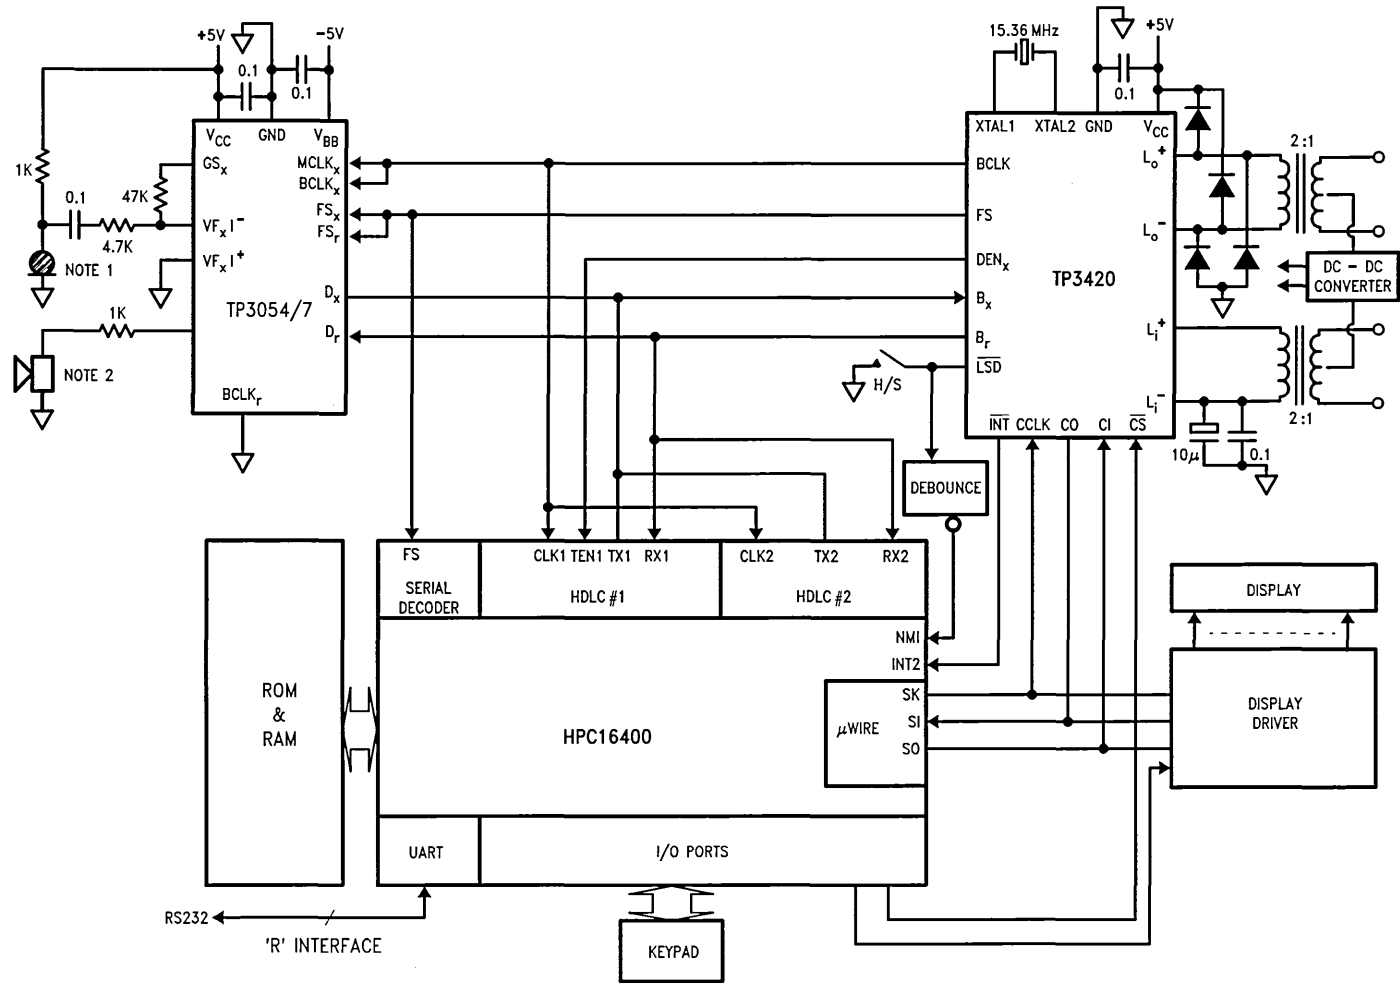 +5V
-5V
0.1
0.1
VCC GND VBB
1K
GSx
47K
0.1
4.7K
VFxI-
VFxI+
NOTE 1
1K
NOTE 2
TP3054/7
MCLKx
BCLKx
FSx
FSr
Dx
Dr
BCLKr
15.36 MHz
+5V
0.1
XTAL1 XTAL2 GND VCC
BCLK
FS
DENx
Bx
Br
LSD
TP3420
Lo+
Lo-
Li+
Li-
INT CCLK CO CI CS
2:1
DC - DC
CONVERTER
2:1
10μ
0.1
H/S
DEBOUNCE
FS
SERIAL
DECODER
CLK1 TEN1 TX1 RX1
HDLC #1
CLK2 TX2 RX2
HDLC #2
NMI
INT2
SK
SI
SO
μWIRE
HPC16400
ROM
&
RAM
UART
I/O PORTS
RS232
'R' INTERFACE
KEYPAD
DISPLAY
DISPLAY
DRIVER